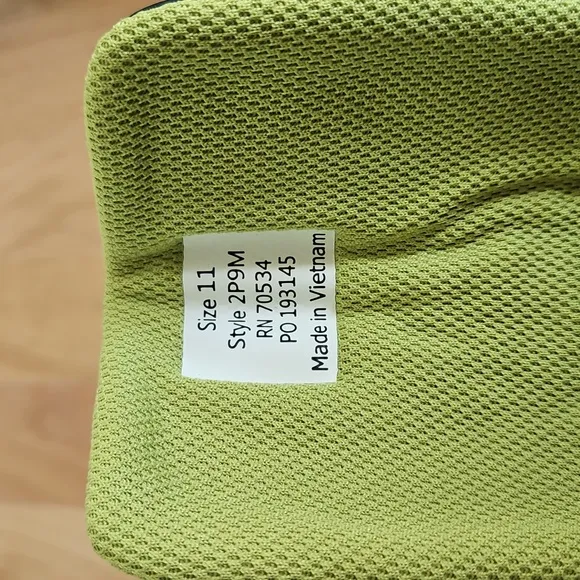 Size 11
Style 2P9M
RN 70534
PO 193145
Made in Vietnam